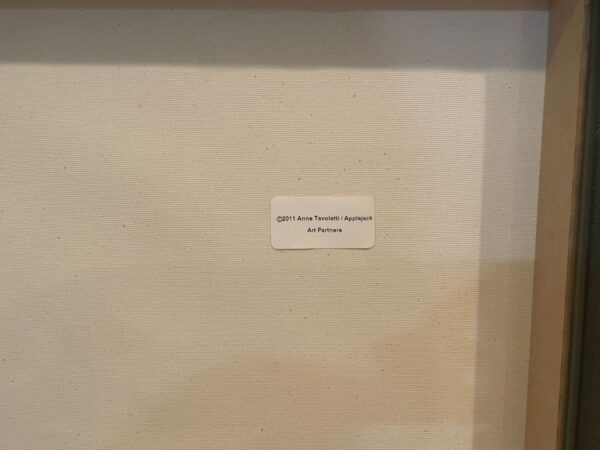 ©2011 Anne Tavoletti / Applejack
Art Partners